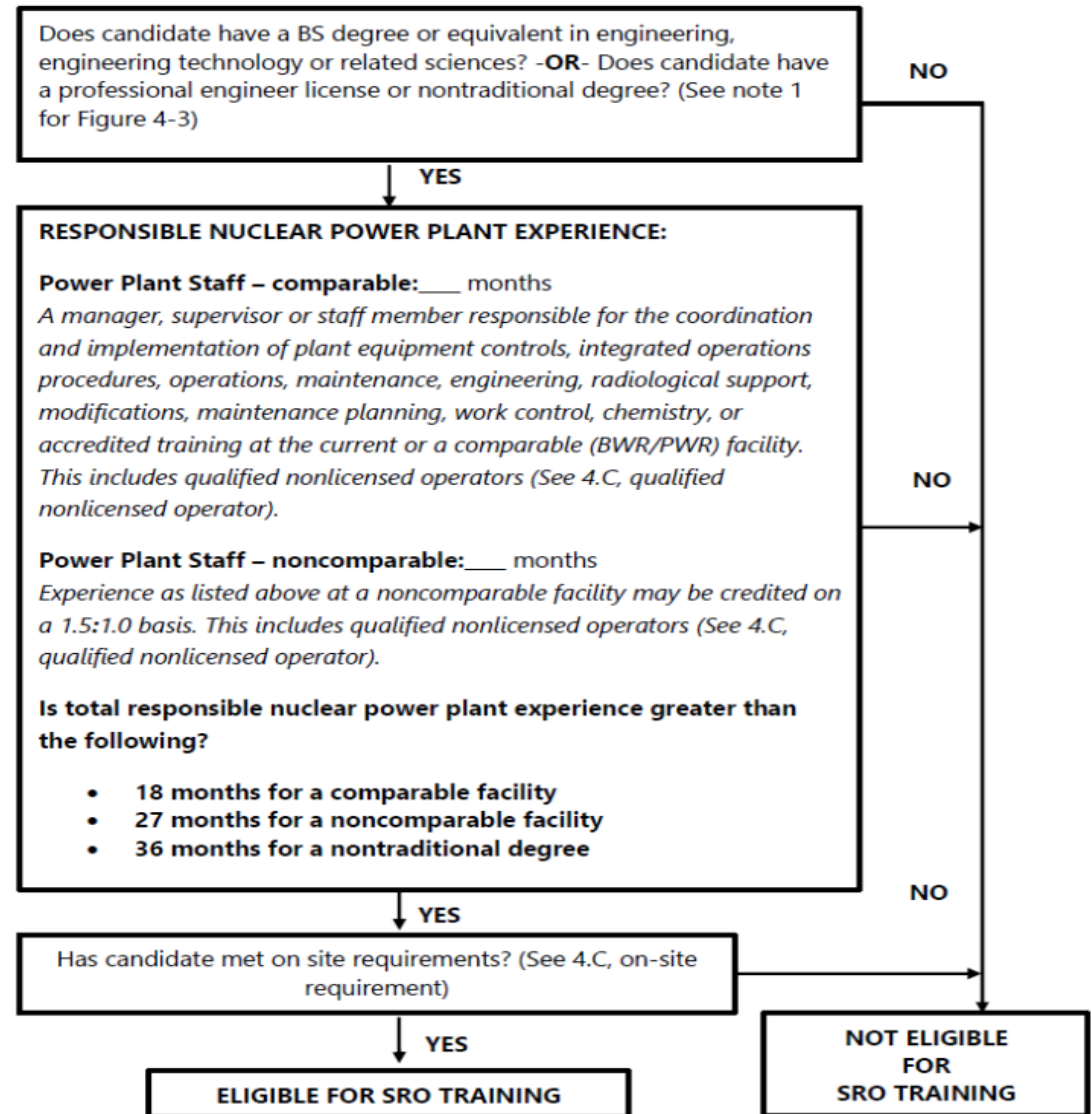 Does candidate have a BS degree or equivalent in engineering,
engineering technology or related sciences? -OR- Does candidate have
a professional engineer license or nontraditional degree? (See note 1
for Figure 4-3)
NO
YES
RESPONSIBLE NUCLEAR POWER PLANT EXPERIENCE:
Power Plant Staff – comparable:____ months
A manager, supervisor or staff member responsible for the coordination
and implementation of plant equipment controls, integrated operations
procedures, operations, maintenance, engineering, radiological support,
modifications, maintenance planning, work control, chemistry, or
accredited training at the current or a comparable (BWR/PWR) facility.
This includes qualified nonlicensed operators (See 4.C, qualified
nonlicensed operator).
NO
Power Plant Staff – noncomparable:____ months
Experience as listed above at a noncomparable facility may be credited on
a 1.5:1.0 basis. This includes qualified nonlicensed operators (See 4.C,
qualified nonlicensed operator).
Is total responsible nuclear power plant experience greater than
the following?
• 18 months for a comparable facility
• 27 months for a noncomparable facility
• 36 months for a nontraditional degree
NO
YES
Has candidate met on site requirements? (See 4.C, on-site
requirement)
YES
ELIGIBLE FOR SRO TRAINING
NOT ELIGIBLE
FOR
SRO TRAINING